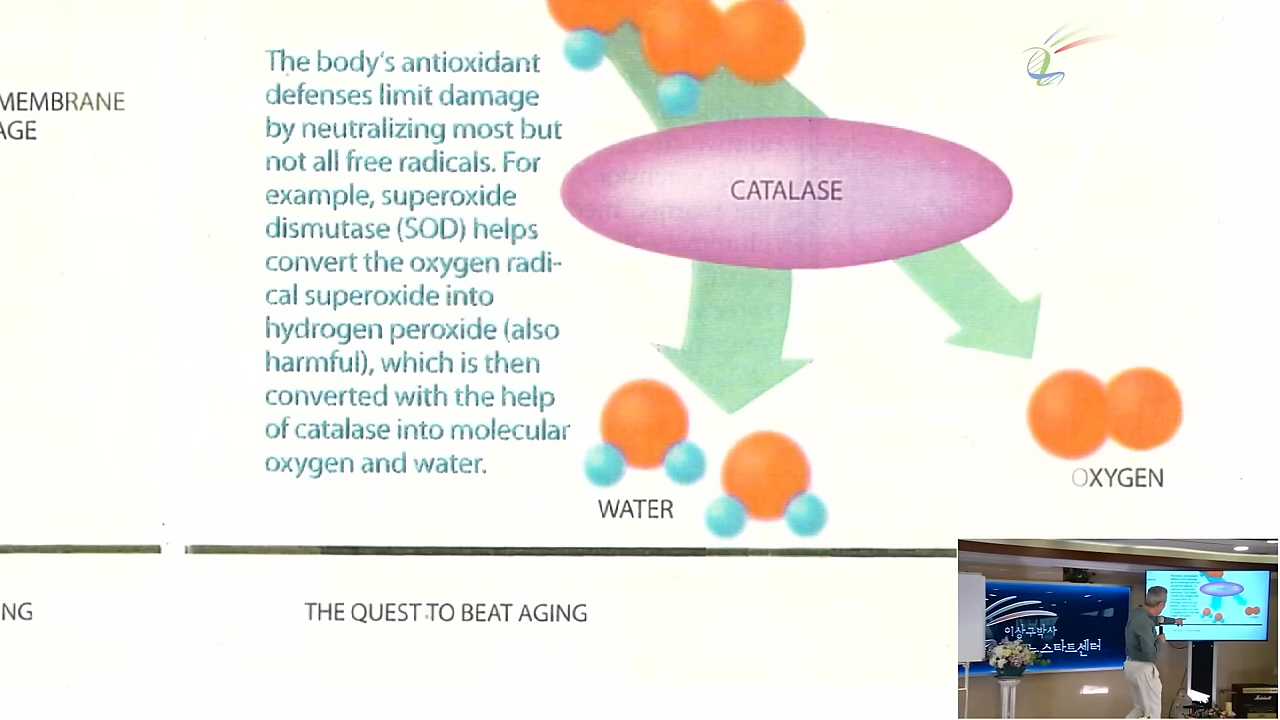 MEMBRANE
AGE
The body's antioxidant
defenses limit damage
by neutralizing most but
not all free radicals. For
example, superoxide
dismutase (SOD) helps
convert the oxygen radi-
cal superoxide into
hydrogen peroxide (also
harmful), which is then
converted with the help
of catalase into molecular
oxygen and water.
CATALASE
WATER
OXYGEN
NG
THE QUEST TO BEAT AGING
이상구박사
스타트센터
Marshall